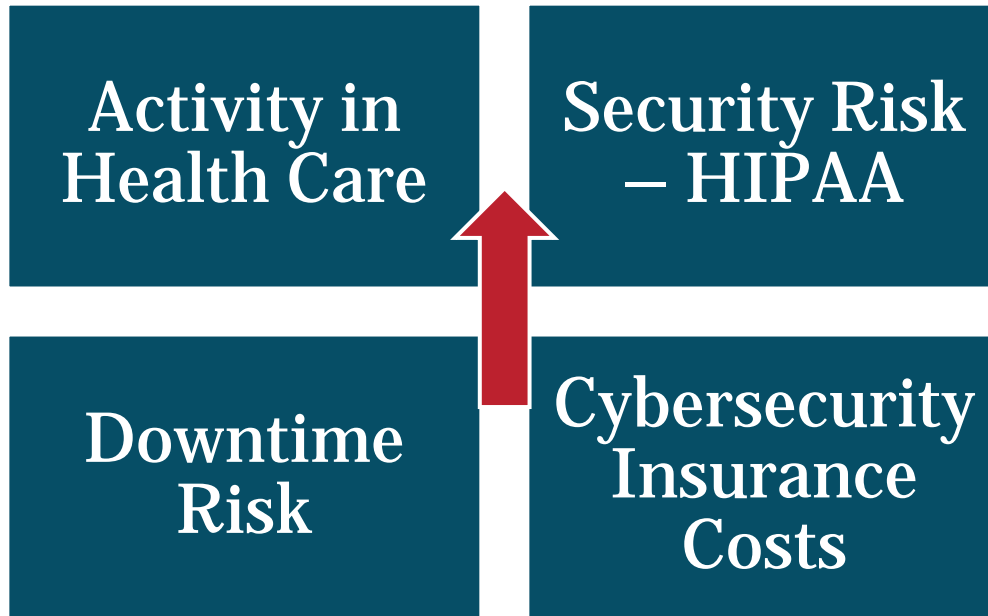 Activity in
Health Care
Security Risk
– HIPAA
Downtime
Risk
Cybersecurity
Insurance
Costs